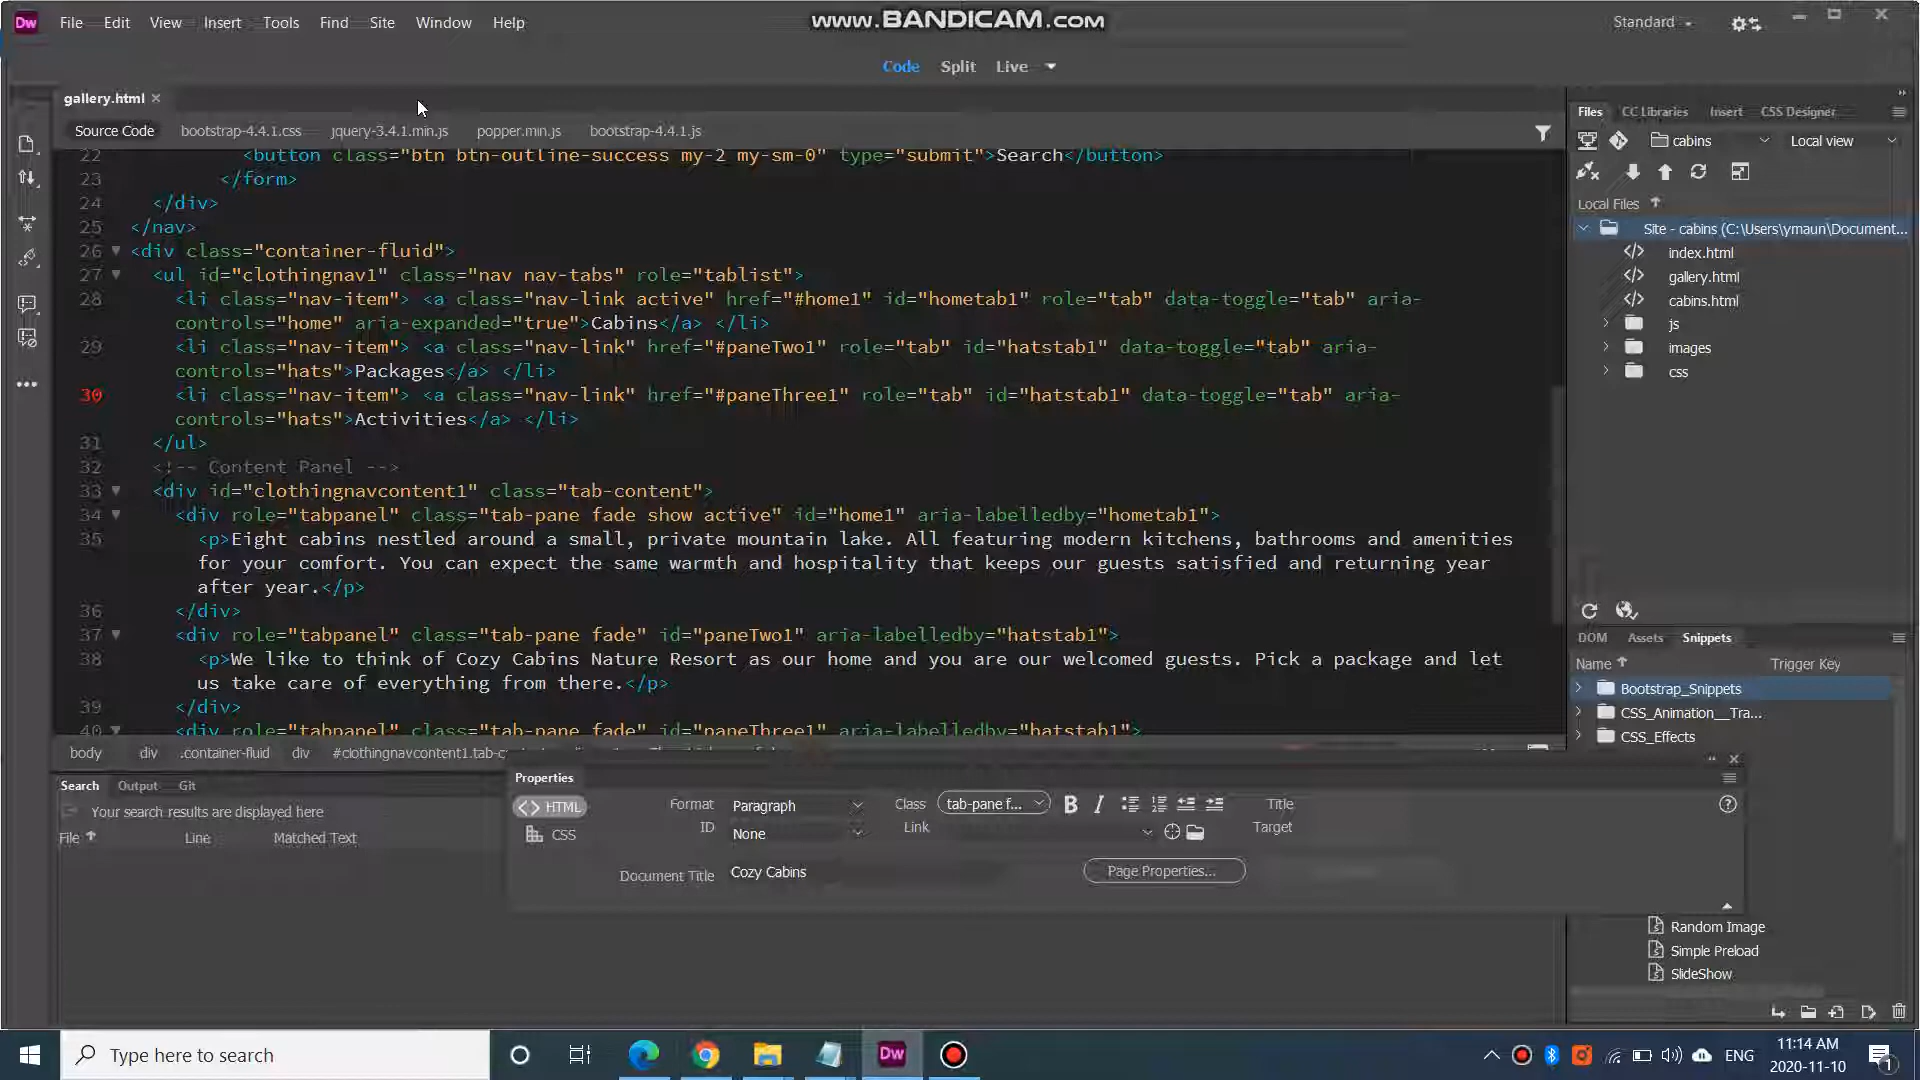 Dw File Edit View Insert Tools Find Site Window Help
www.BANDICAM.com
Standard
Code Split Live
gallery.html
Source Code bootstrap-4.4.1.css jquery-3.4.1.min.js popper.min.js bootstrap-4.4.1.js
22 <button class="btn btn-outline-success my-2 my-sm-0" type="submit">Search</button>
23 </form>
24 </div>
25 </nav>
26 <div class="container-fluid">
27 <ul id="clothingnav1" class="nav nav-tabs" role="tablist">
28 <li class="nav-item"> <a class="nav-link active" href="#home1" id="hometab1" role="tab" data-toggle="tab" aria-
controls="home" aria-expanded="true">Cabins</a> </li>
29 <li class="nav-item"> <a class="nav-link" href="#paneTwo1" role="tab" id="hatstab1" data-toggle="tab" aria-
controls="hats">Packages</a> </li>
30 <li class="nav-item"> <a class="nav-link" href="#paneThree1" role="tab" id="hatstab1" data-toggle="tab" aria-
controls="hats">Activities</a> </li>
31 </ul>
32 <!-- Content Panel -->
33 <div id="clothingnavcontent1" class="tab-content">
34 <div role="tabpanel" class="tab-pane fade show active" id="home1" aria-labelledby="hometab1">
35 <p>Eight cabins nestled around a small, private mountain lake. All featuring modern kitchens, bathrooms and amenities
for your comfort. You can expect the same warmth and hospitality that keeps our guests satisfied and returning year
after year.</p>
36 </div>
37 <div role="tabpanel" class="tab-pane fade" id="paneTwo1" aria-labelledby="hatstab1">
38 <p>We like to think of Cozy Cabins Nature Resort as our home and you are our welcomed guests. Pick a package and let
us take care of everything from there.</p>
39 </div>
40 <div role="tabpanel" class="tab-pane fade" id="paneThree1" aria-labelledby="hatstab1">
body div .container-fluid div #clothingnavcontent1.tab-c
Search Output Git
Your search results are displayed here
File Line Matched Text
Properties
HTML
CSS
Format Paragraph
ID None
Class tab-pane f...
Link
B I
Title
Target
Document Title Cozy Cabins
Page Properties...
Files CC Libraries Insert CSS Designer
cabins Local view
Local Files
Site - cabins (C:\Users\ymaun\Document...
index.html
gallery.html
cabins.html
js
images
css
DOM Assets Snippets
Name Trigger Key
Bootstrap_Snippets
CSS_Animation__Tra...
CSS_Effects
Random Image
Simple Preload
SlideShow
Type here to search
Dw
ENG
11:14 AM
2020-11-10
1